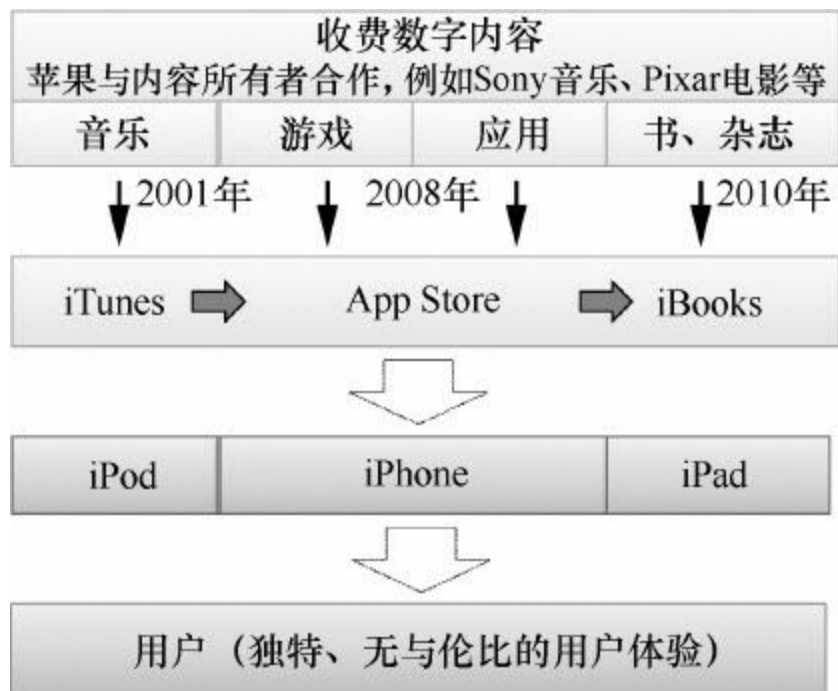 收费数字内容
苹果与内容所有者合作,例如Sony音乐、Pixar电影等
音乐 游戏 应用 书、杂志
2001年 2008年 2010年
iTunes App Store iBooks
iPod iPhone iPad
用户（独特、无与伦比的用户体验）